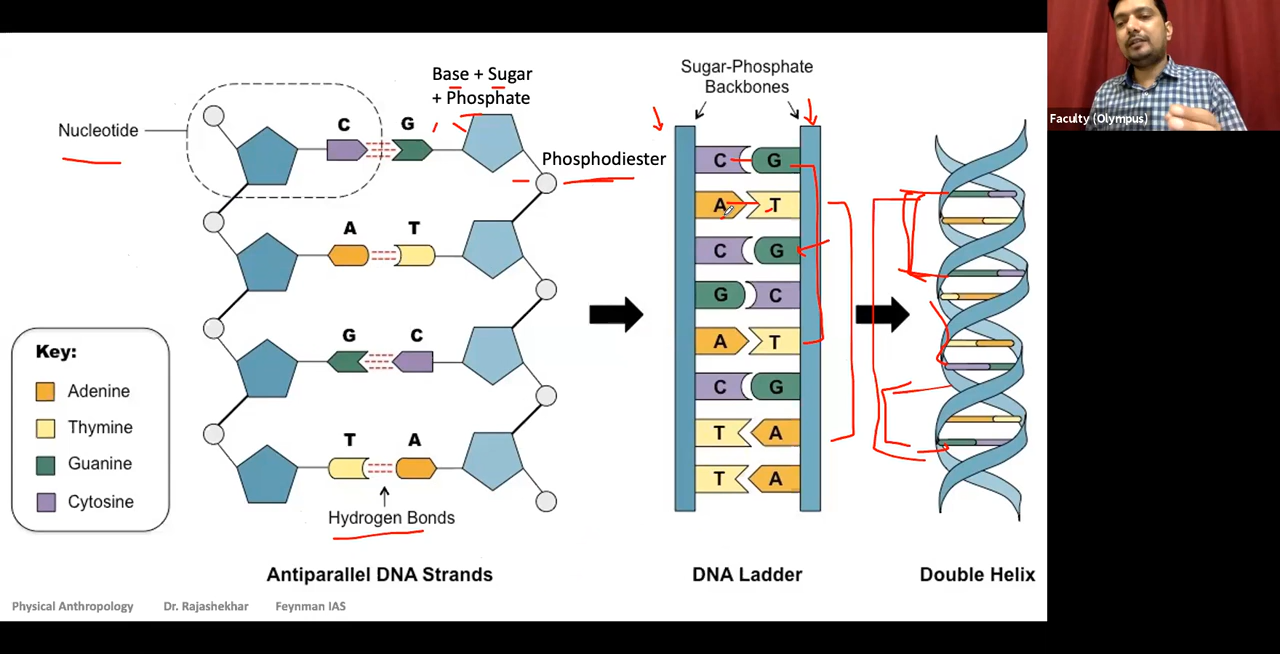 Base + Sugar
+ Phosphate
Nucleotide
C G
Phosphodiester
A T
G C
T A
Hydrogen Bonds
Antiparallel DNA Strands
Key:
Adenine
Thymine
Guanine
Cytosine
Sugar-Phosphate
Backbones
C G
A T
C G
G C
A T
C G
T A
T A
DNA Ladder
Double Helix
Faculty (Olympus)
Physical Anthropology Dr. Rajashekhar Feynman IAS